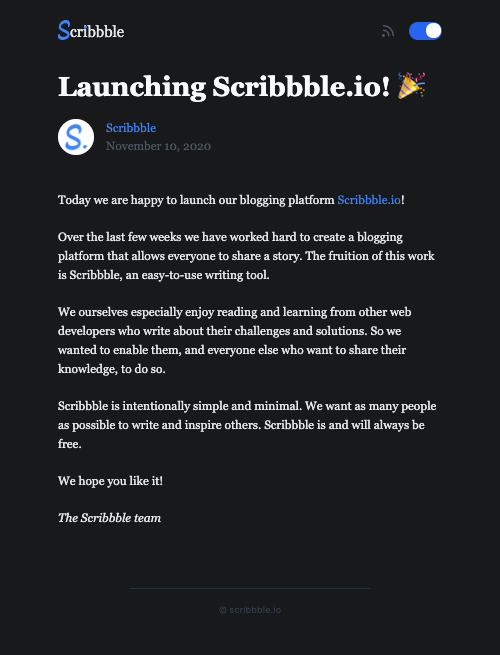 Scribbble
Launching Scribbble.io! 🎉
S.
Scribbble
November 10, 2020
Today we are happy to launch our blogging platform Scribbble.io!
Over the last few weeks we have worked hard to create a blogging
platform that allows everyone to share a story. The fruition of this work
is Scribbble, an easy-to-use writing tool.
We ourselves especially enjoy reading and learning from other web
developers who write about their challenges and solutions. So we
wanted to enable them, and everyone else who want to share their
knowledge, to do so.
Scribbble is intentionally simple and minimal. We want as many people
as possible to write and inspire others. Scribbble is and will always be
free.
We hope you like it!
The Scribbble team
© scribbble.io